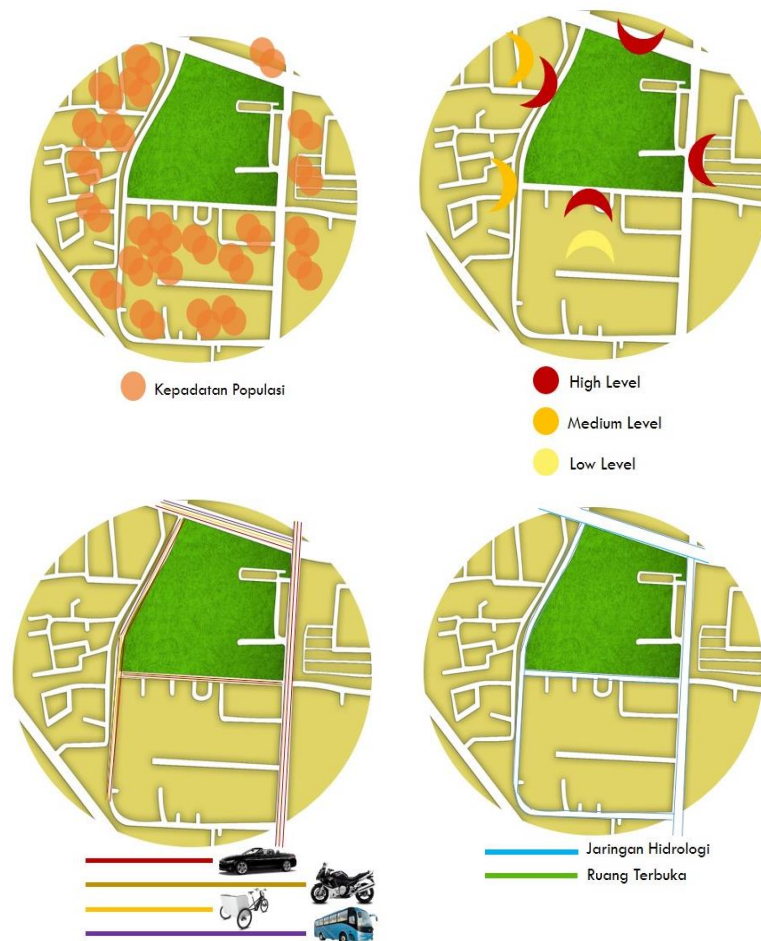 Kepadatan Populasi
High Level
Medium Level
Low Level
Jaringan Hidrologi
Ruang Terbuka